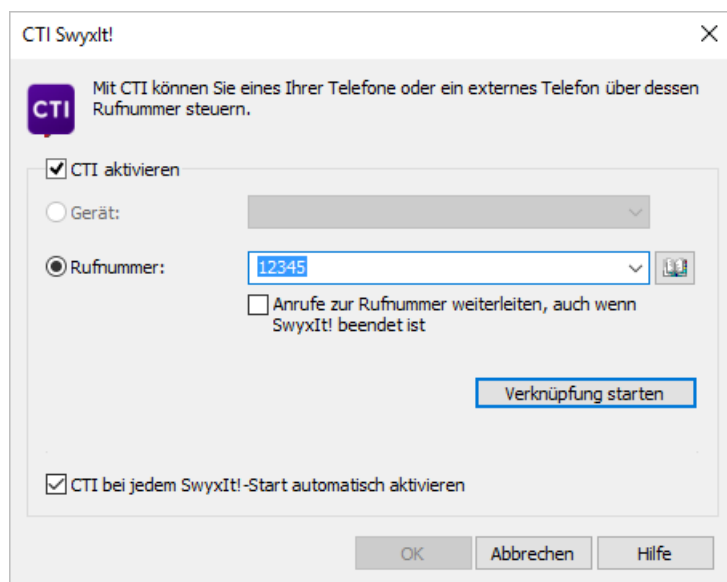 CTI SwyxIt!
CTI
Mit CTI können Sie eines Ihrer Telefone oder ein externes Telefon über dessen
Rufnummer steuern.
CTI aktivieren
Gerät:
Rufnummer:
12345
Anrufe zur Rufnummer weiterleiten, auch wenn
SwyxIt! beendet ist
Verknüpfung starten
CTI bei jedem SwyxIt!-Start automatisch aktivieren
OK
Abbrechen
Hilfe